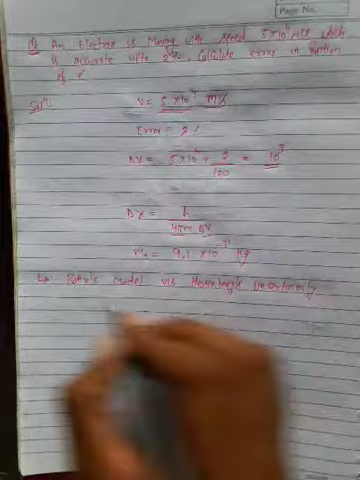 Page No.
Q. An Electron is Moving with speed 5×10⁴ m/s which
is accurate upto 2%. Calculate error in position
of e⁻
Solⁿ:
V = 5×10⁴ m/s
Error = 2%
ΔV = 5×10⁴ × 2 / 100 = 10³
Δx = h / 4πm ΔV
mₑ = 9.1 ×10⁻³¹ kg
↳ Bohr's model v/s Heisenberg's Uncertainity